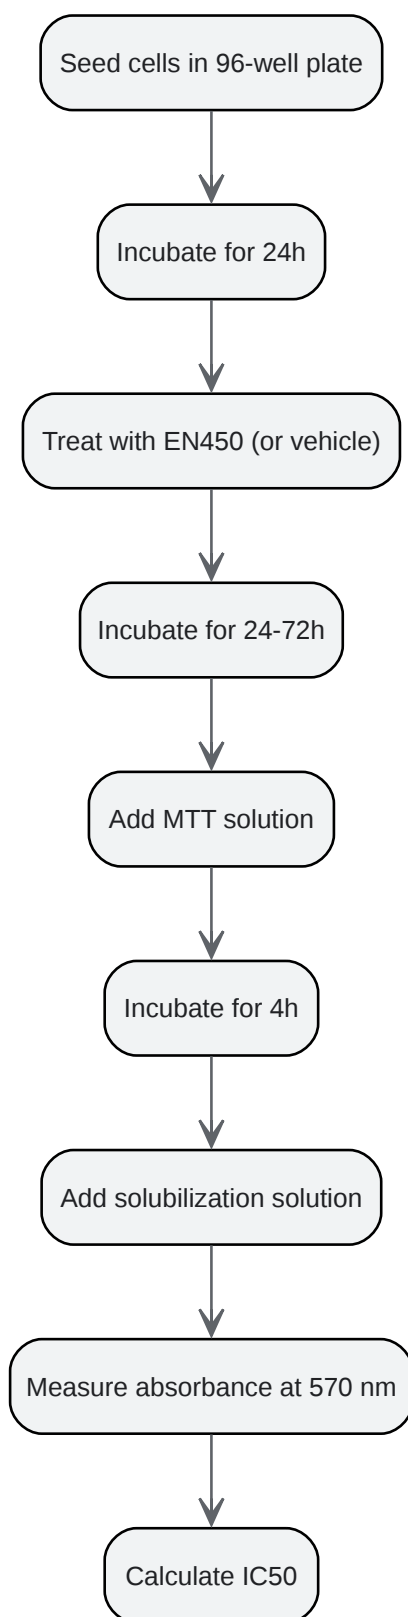 Seed cells in 96-well plate
Incubate for 24h
Treat with EN450 (or vehicle)
Incubate for 24-72h
Add MTT solution
Incubate for 4h
Add solubilization solution
Measure absorbance at 570 nm
Calculate IC50